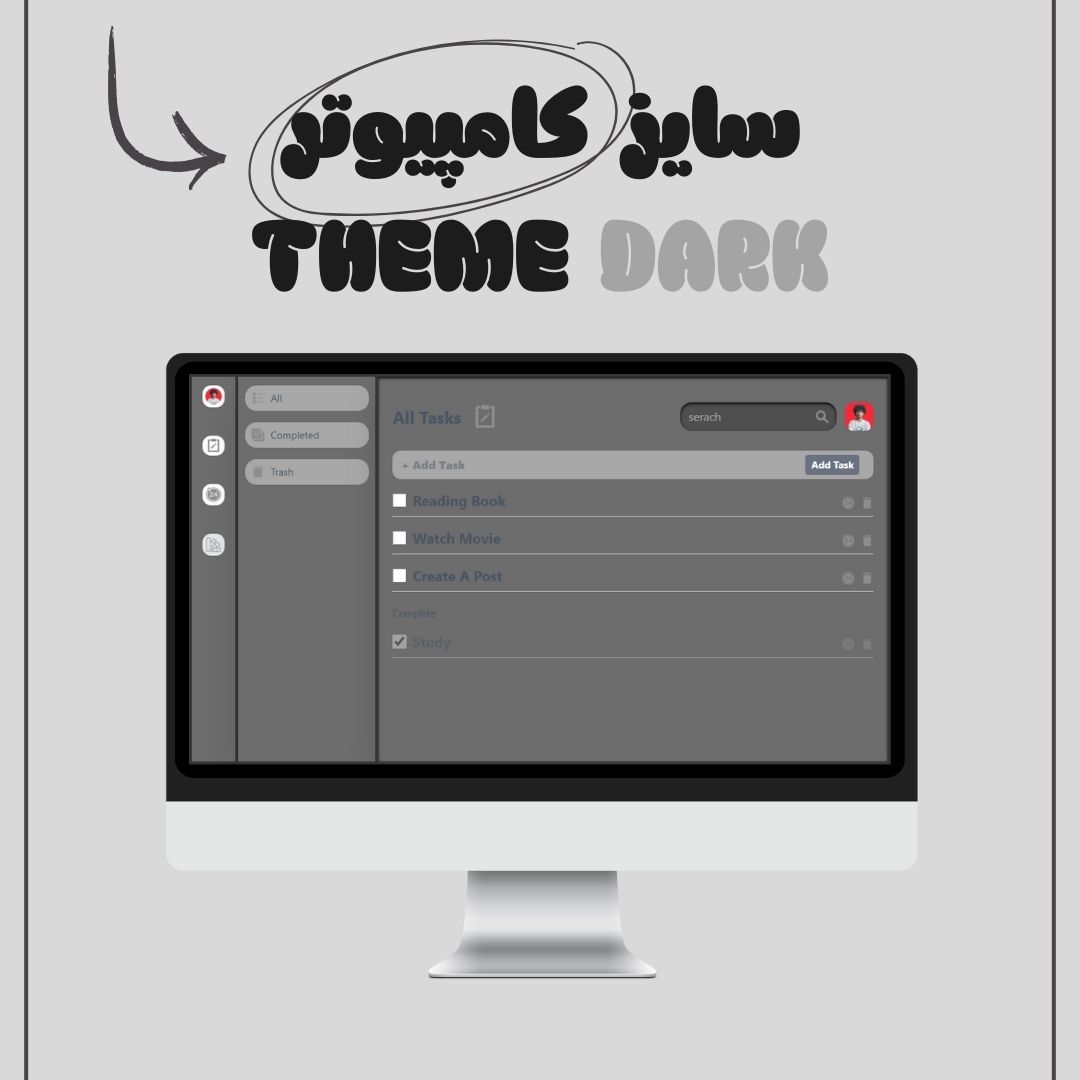 سایز کامپیوتر
THEME DARK
All
Completed
Trash
All Tasks
serach
+ Add Task
Add Task
Reading Book
Watch Movie
Create A Post
Complete
Study